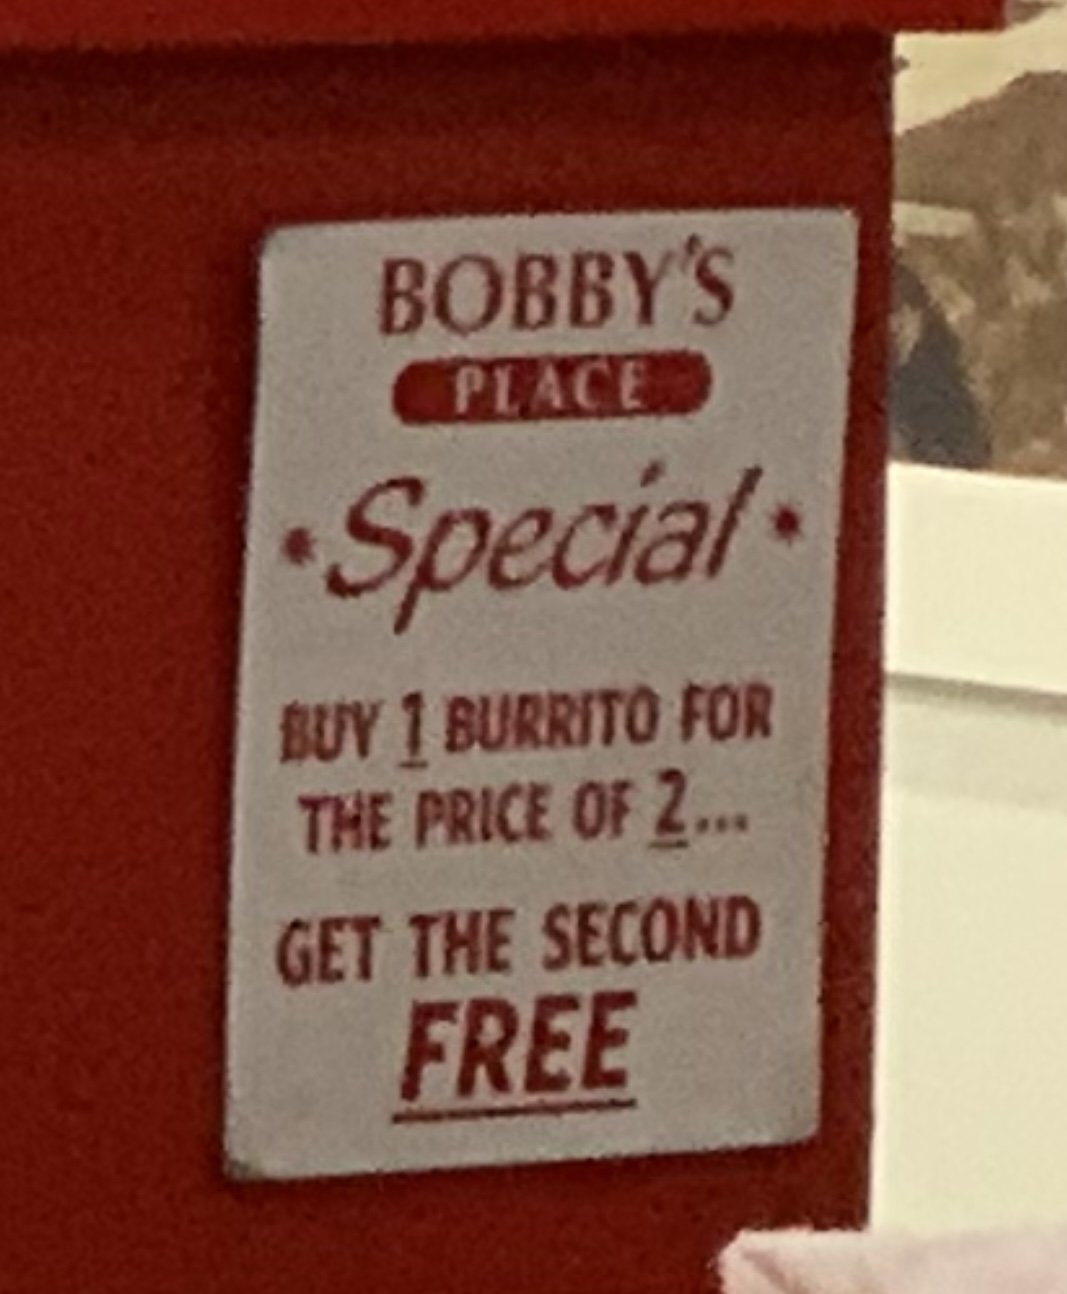 BOBBY'S
PLACE
Special
BUY 1 BURRITO FOR
THE PRICE OF 2...
GET THE SECOND
FREE